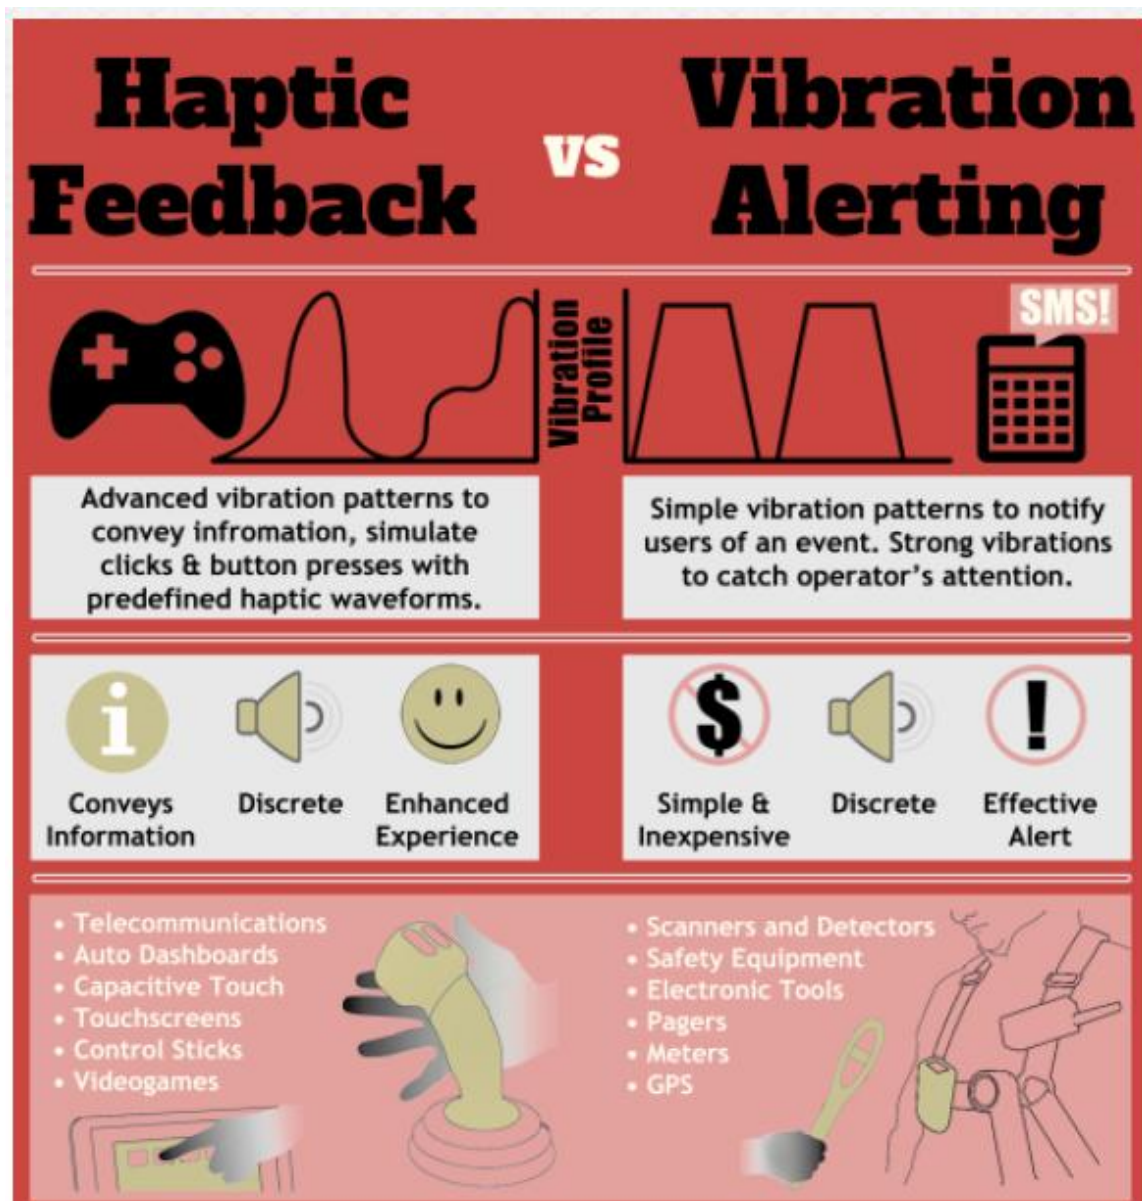 Haptic
Feedback
vs
Vibration
Alerting
Vibration
Profile
SMS!
Advanced vibration patterns to
convey infromation, simulate
clicks & button presses with
predefined haptic waveforms.
Simple vibration patterns to notify
users of an event. Strong vibrations
to catch operator's attention.
i
Conveys
Information
Discrete
Enhanced
Experience
$
Simple &
Inexpensive
Discrete
!
Effective
Alert
• Telecommunications
• Auto Dashboards
• Capacitive Touch
• Touchscreens
• Control Sticks
• Videogames
• Scanners and Detectors
• Safety Equipment
• Electronic Tools
• Pagers
• Meters
• GPS